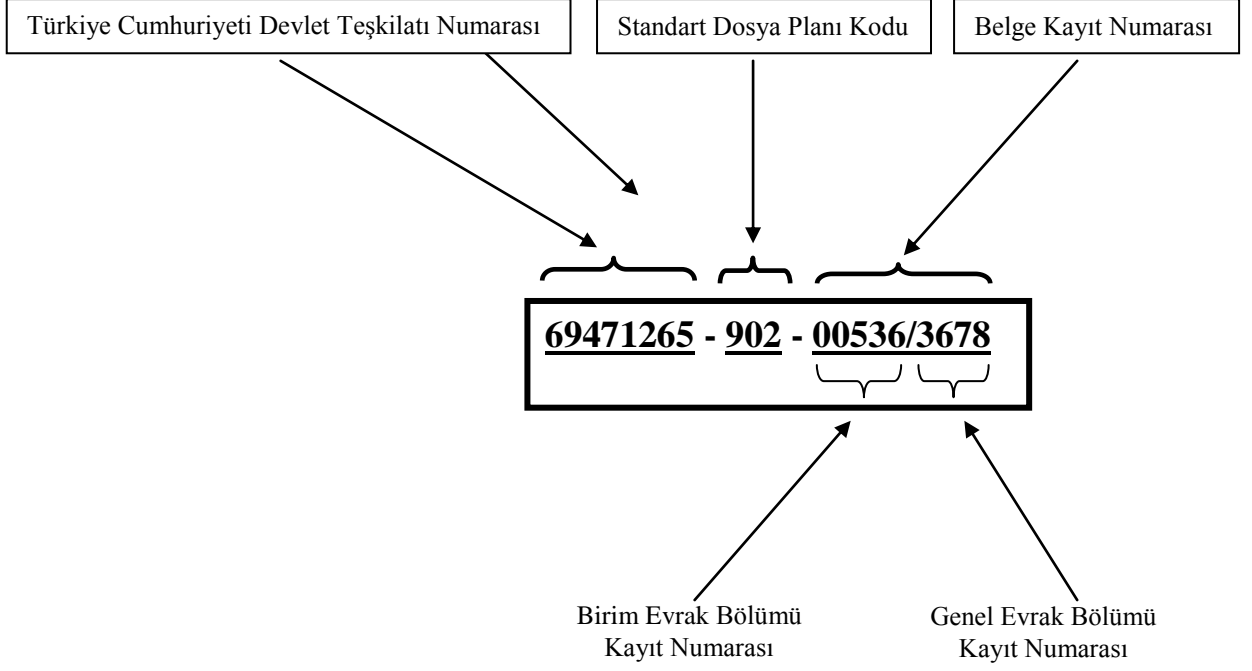 Türkiye Cumhuriyeti Devlet Teşkilatı Numarası
Standart Dosya Planı Kodu
Belge Kayıt Numarası
69471265 - 902 - 00536/3678
Birim Evrak Bölümü
Kayıt Numarası
Genel Evrak Bölümü
Kayıt Numarası